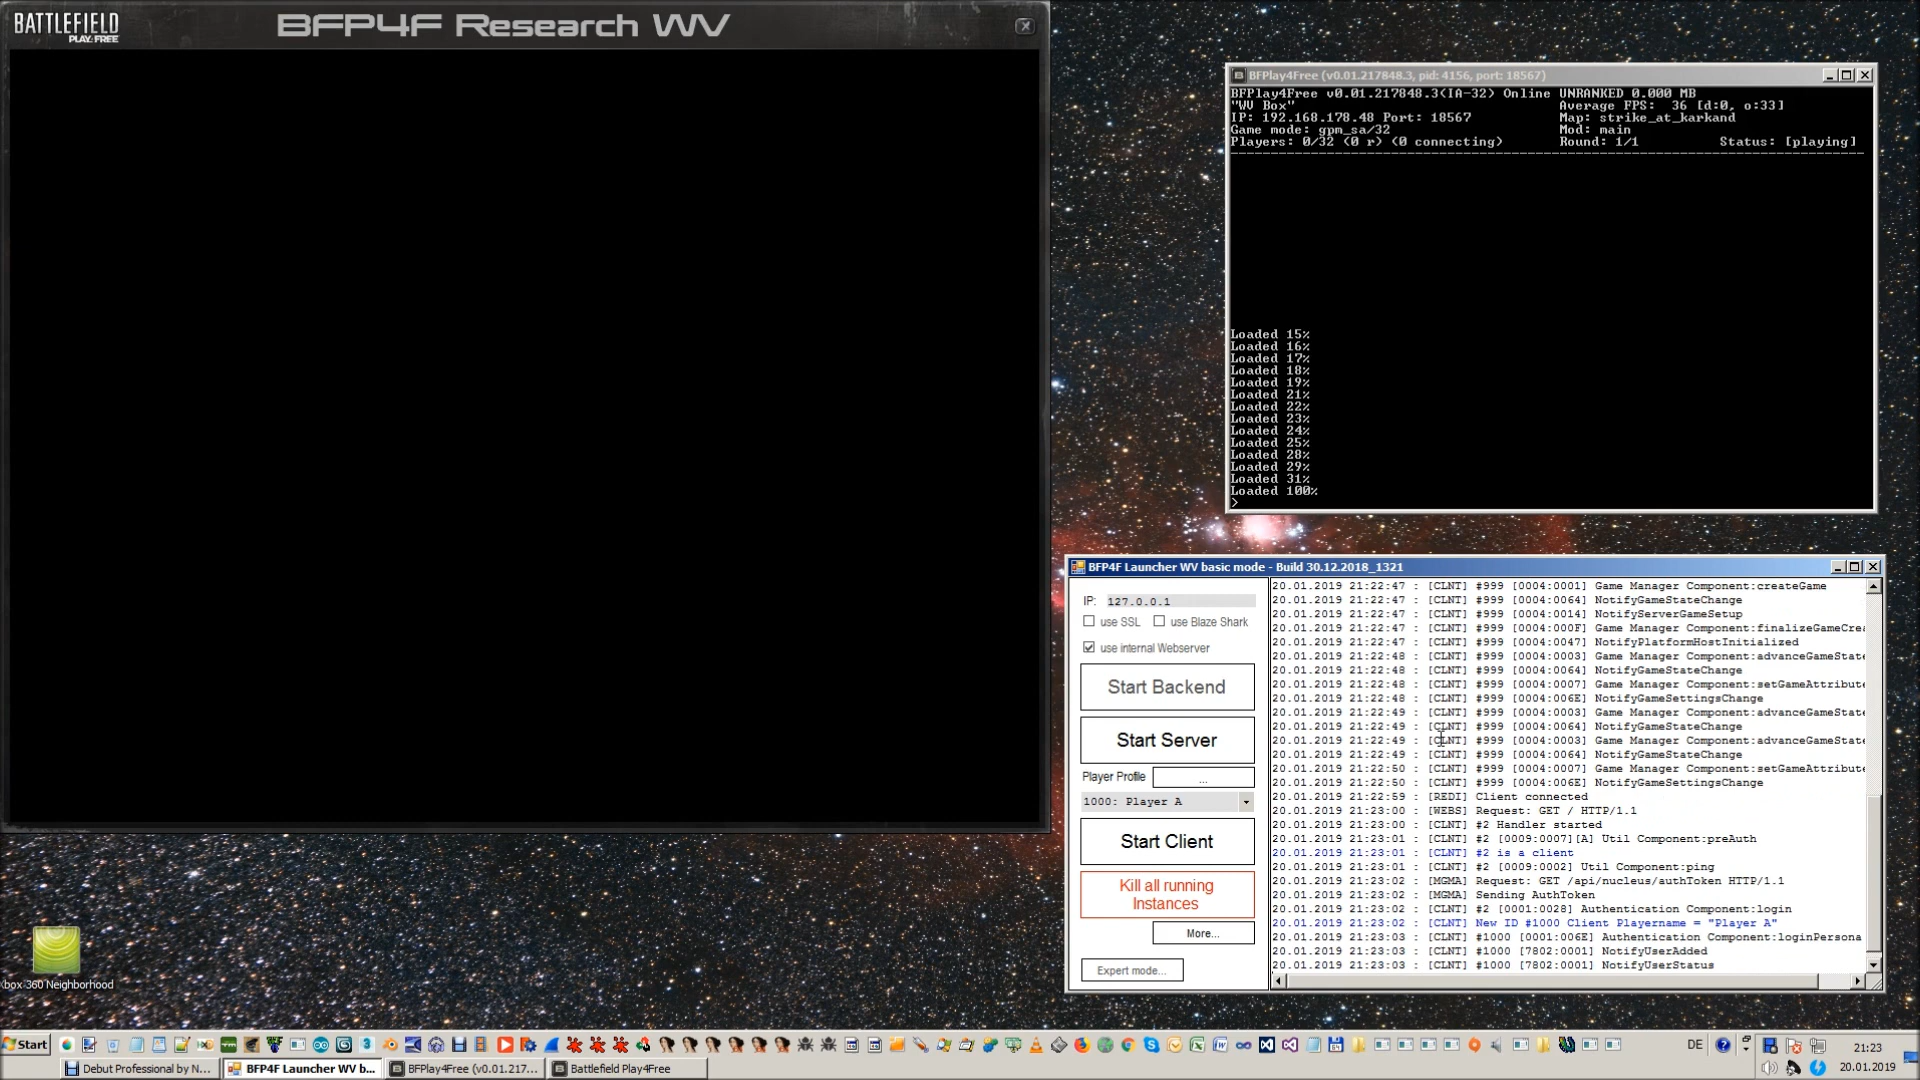 BATTLEFIELD
PLAY4FREE
BFP4F Research WV
BFPlay4Free (v0.01.217848.3, pid: 4156, port: 18567)
BFPlay4Free v0.01.217848.3(IA-32) Online UNRANKED 0.000 MB
"WV Box" Average FPS: 36 [d:0, o:33]
IP: 192.168.178.48 Port: 18567 Map: strike_at_karkand
Game mode: gpm_sa/32 Mod: main
Players: 0/32 (0 r) (0 connecting) Round: 1/1 Status: [playing]
Loaded 15%
Loaded 16%
Loaded 17%
Loaded 18%
Loaded 19%
Loaded 21%
Loaded 22%
Loaded 23%
Loaded 24%
Loaded 25%
Loaded 28%
Loaded 29%
Loaded 31%
Loaded 100%
>
BFP4F Launcher WV basic mode - Build 30.12.2018_1321
IP: 127.0.0.1
use SSL use Blaze Shark
use internal Webserver
Start Backend
Start Server
Player Profile ...
1000: Player A
Start Client
Kill all running
Instances
More...
Expert mode...
20.01.2019 21:22:47 : [CLNT] #999 [0004:0001] Game Manager Component:createGame
20.01.2019 21:22:47 : [CLNT] #999 [0004:0064] NotifyGameStateChange
20.01.2019 21:22:47 : [CLNT] #999 [0004:0014] NotifyServerGameSetup
20.01.2019 21:22:47 : [CLNT] #999 [0004:000F] Game Manager Component:finalizeGameCrea
20.01.2019 21:22:47 : [CLNT] #999 [0004:0047] NotifyPlatformHostInitialized
20.01.2019 21:22:48 : [CLNT] #999 [0004:0003] Game Manager Component:advanceGameState
20.01.2019 21:22:48 : [CLNT] #999 [0004:0064] NotifyGameStateChange
20.01.2019 21:22:48 : [CLNT] #999 [0004:0007] Game Manager Component:setGameAttribute
20.01.2019 21:22:48 : [CLNT] #999 [0004:006E] NotifyGameSettingsChange
20.01.2019 21:22:49 : [CLNT] #999 [0004:0003] Game Manager Component:advanceGameState
20.01.2019 21:22:49 : [CLNT] #999 [0004:0064] NotifyGameStateChange
20.01.2019 21:22:49 : [CLNT] #999 [0004:0003] Game Manager Component:advanceGameState
20.01.2019 21:22:49 : [CLNT] #999 [0004:0064] NotifyGameStateChange
20.01.2019 21:22:50 : [CLNT] #999 [0004:0007] Game Manager Component:setGameAttribute
20.01.2019 21:22:50 : [CLNT] #999 [0004:006E] NotifyGameSettingsChange
20.01.2019 21:22:59 : [REDI] Client connected
20.01.2019 21:23:00 : [WEBS] Request: GET / HTTP/1.1
20.01.2019 21:23:00 : [CLNT] #2 Handler started
20.01.2019 21:23:01 : [CLNT] #2 [0009:0007][A] Util Component:preAuth
20.01.2019 21:23:01 : [CLNT] #2 is a client
20.01.2019 21:23:01 : [CLNT] #2 [0009:0002] Util Component:ping
20.01.2019 21:23:02 : [MGMA] Request: GET /api/nucleus/authToken HTTP/1.1
20.01.2019 21:23:02 : [MGMA] Sending AuthToken
20.01.2019 21:23:02 : [CLNT] #2 [0001:0028] Authentication Component:login
20.01.2019 21:23:02 : [CLNT] New ID #1000 Client Playername = "Player A"
20.01.2019 21:23:03 : [CLNT] #1000 [0001:006E] Authentication Component:loginPersona
20.01.2019 21:23:03 : [CLNT] #1000 [7802:0001] NotifyUserAdded
20.01.2019 21:23:03 : [CLNT] #1000 [7802:0001] NotifyUserStatus
Xbox 360 Neighborhood
Start
DE
21:23
20.01.2019
Debut Professional by N...
BFP4F Launcher WV b...
BFPlay4Free (v0.01.217...
Battlefield Play4Free